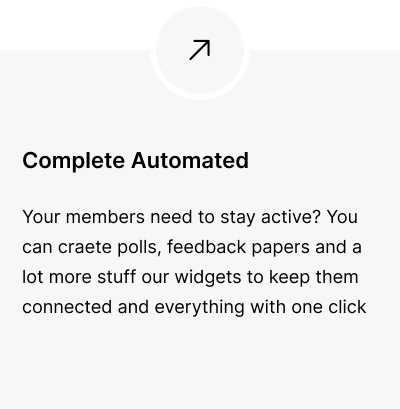 Complete Automated
Your members need to stay active? You
can craete polls, feedback papers and a
lot more stuff our widgets to keep them
connected and everything with one click